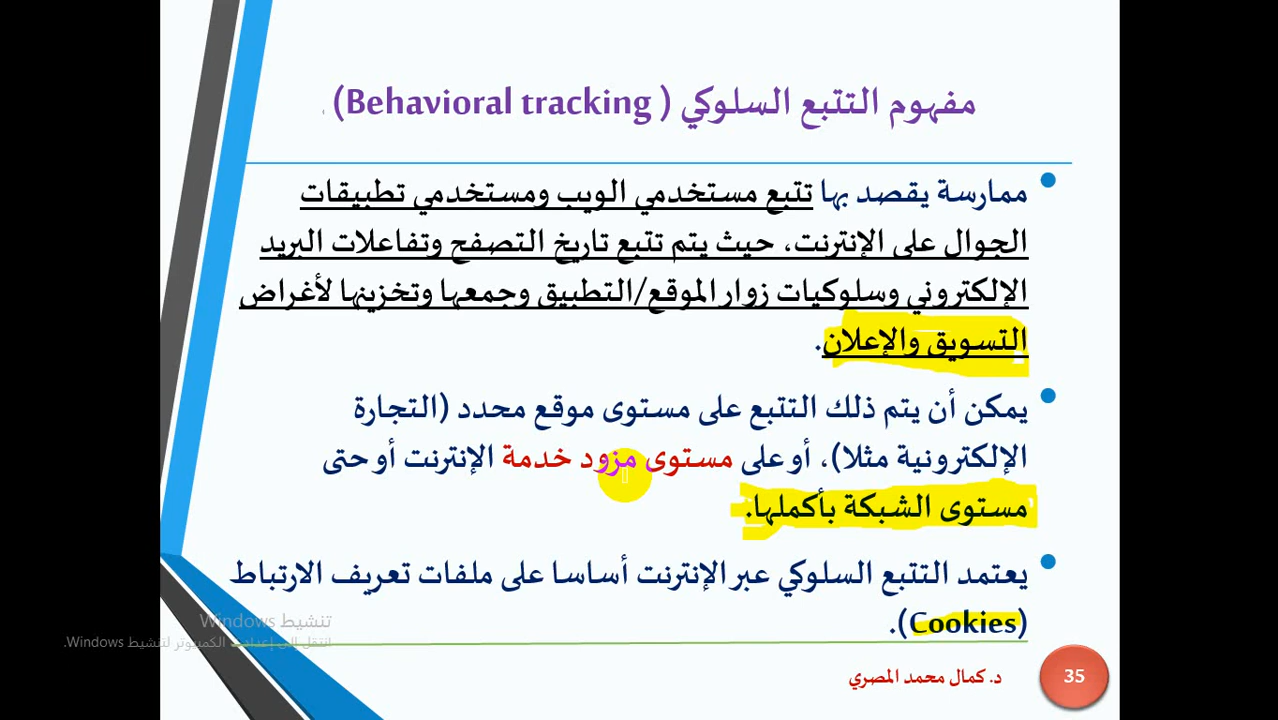 مفهوم التتبع السلوكي ( Behavioral tracking) .
ممارسة يقصد بها تتبع مستخدمي الويب ومستخدمي تطبيقات
الجوال على الإنترنت، حيث يتم تتبع تاريخ التصفح وتفاعلات البريد
الإلكتروني وسلوكيات زوار الموقع/التطبيق وجمعها وتخزينها لأغراض
التسويق والإعلان.
يمكن أن يتم ذلك التتبع على مستوى موقع محدد (التجارة
الإلكترونية مثلا)، أو على مستوى مزود خدمة الإنترنت أو حتى
مستوى الشبكة بأكملها.
يعتمد التتبع السلوكي عبر الإنترنت أساسا على ملفات تعريف الارتباط
(Cookies).
تنشيط Windows
انتقل إلى إعدادات الكمبيوتر لتنشيط Windows.
د. كمال محمد المصري
35